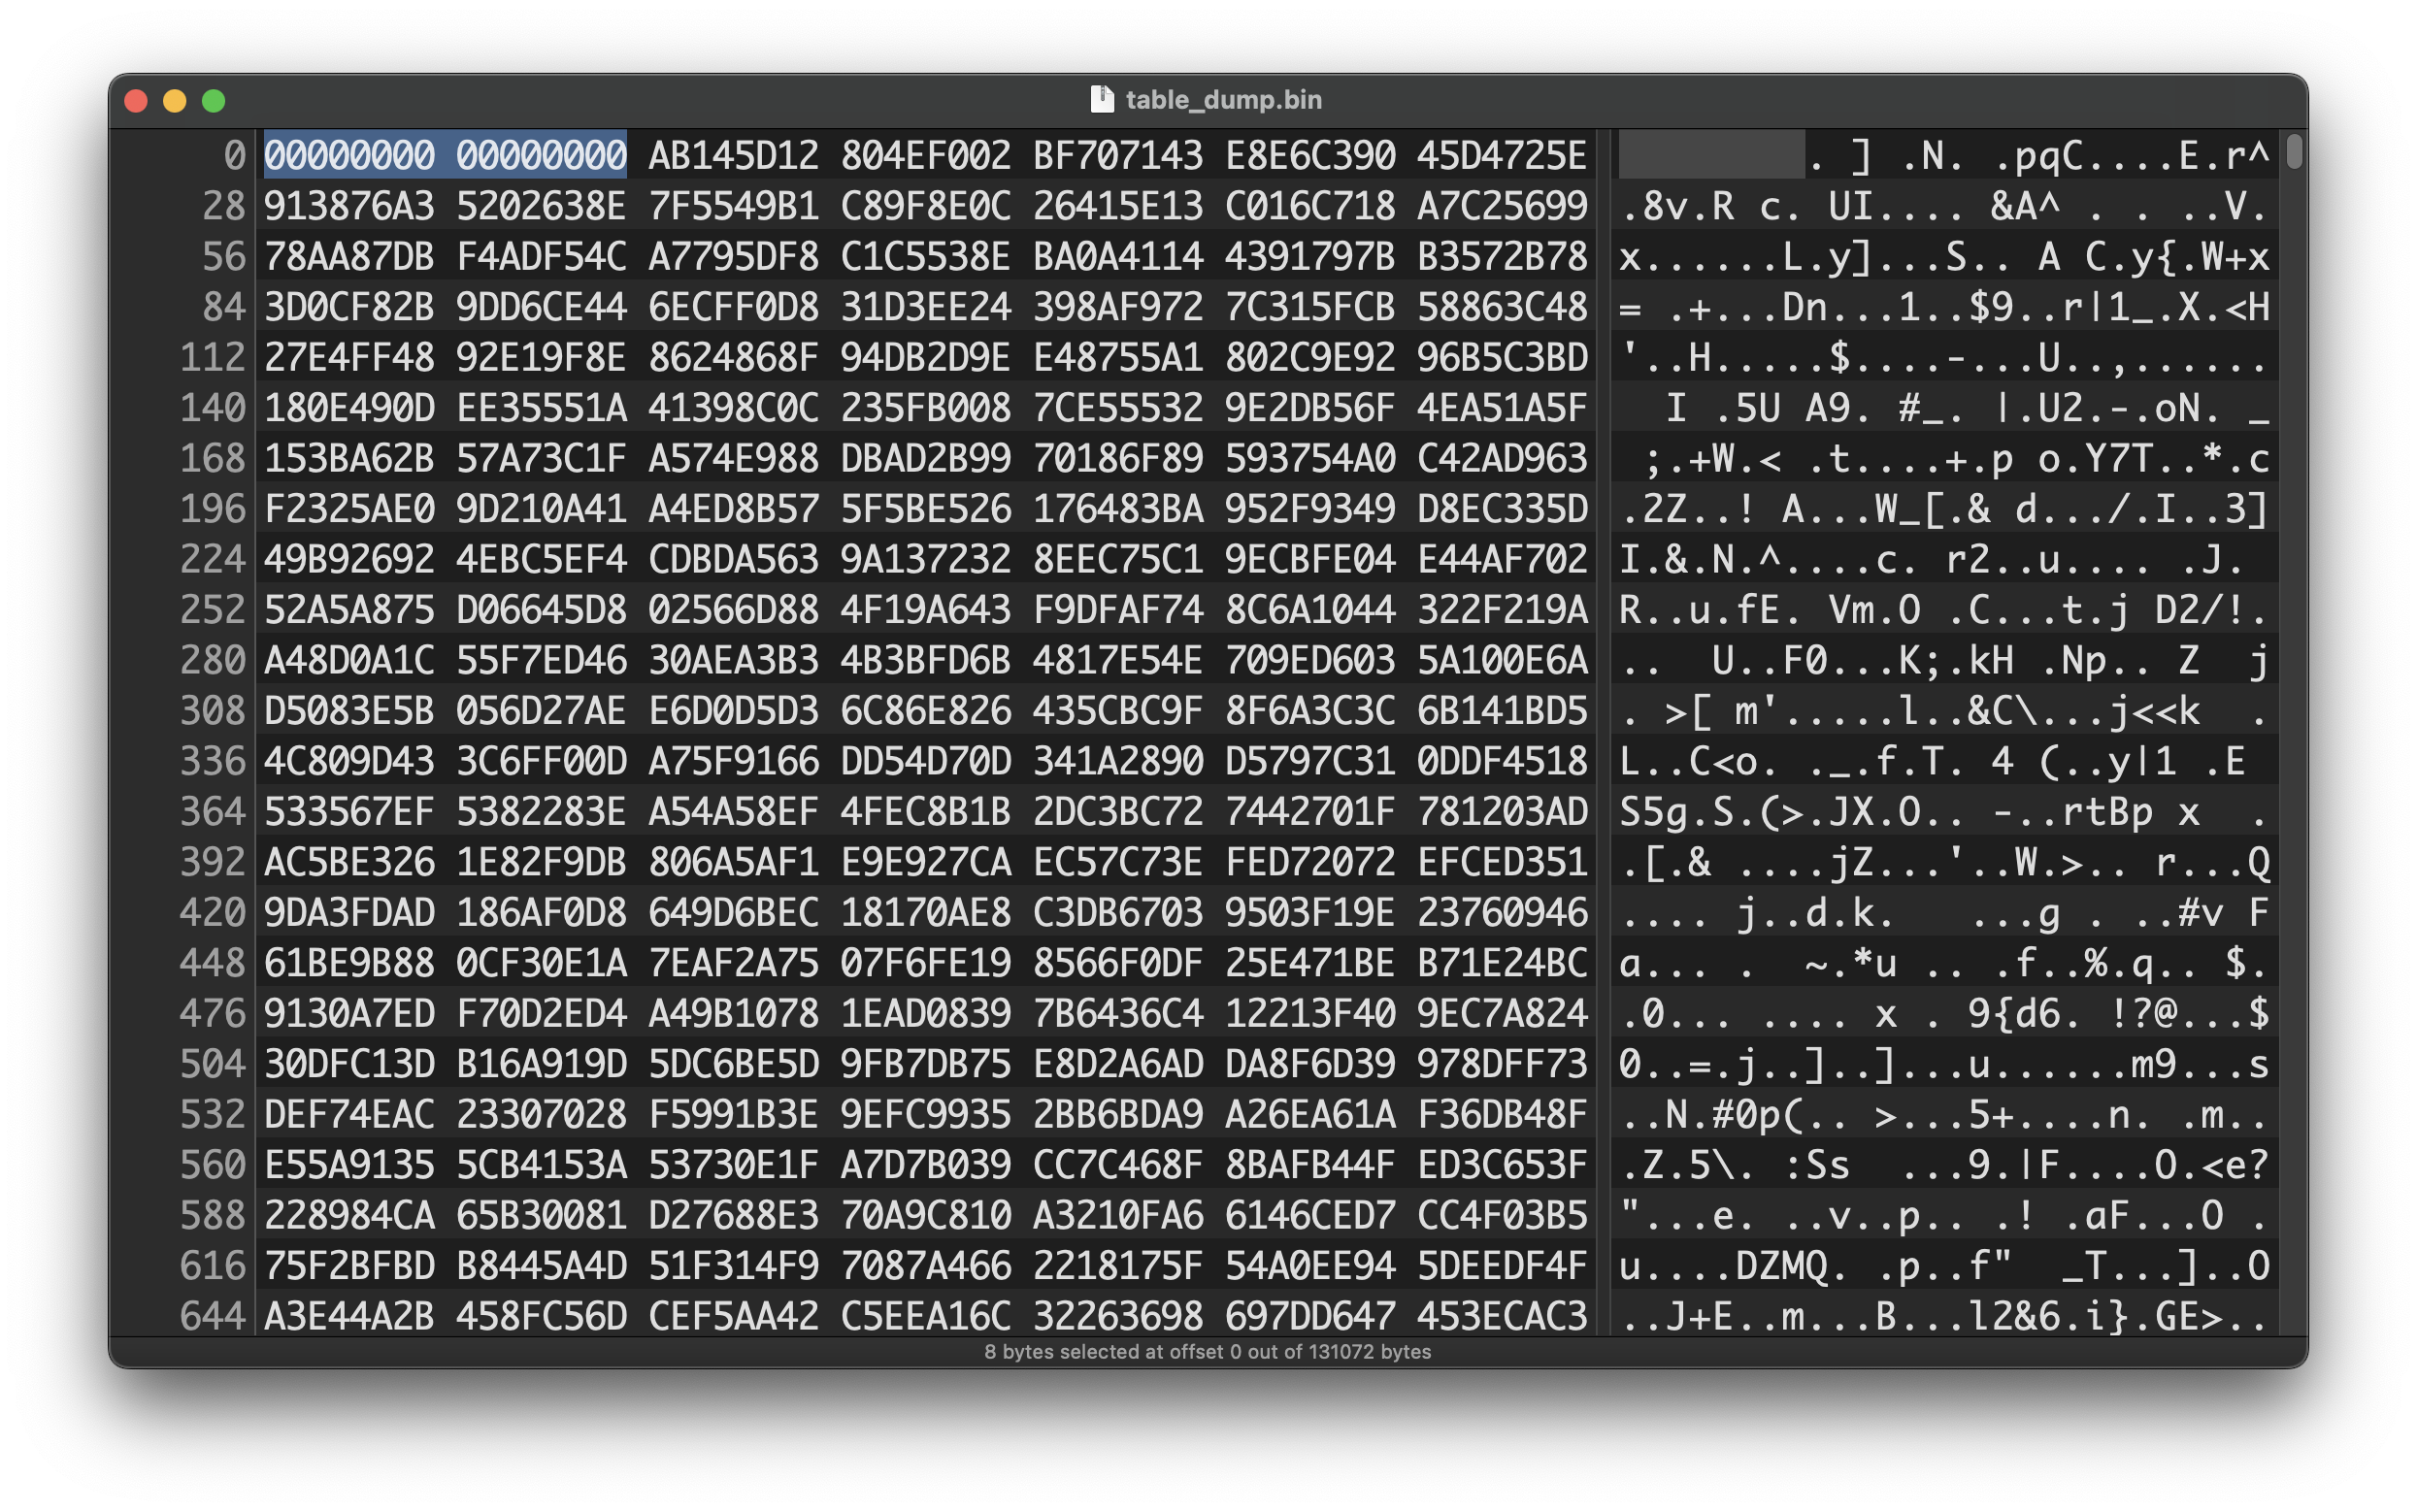 table_dump.bin
0 00000000 00000000 AB145D12 804EF002 BF707143 E8E6C390 45D4725E . ] .N. .pqC....E.r^
28 913876A3 5202638E 7F5549B1 C89F8E0C 26415E13 C016C718 A7C25699 .8v.R c. UI.... &A^ . . ..V.
56 78AA87DB F4ADF54C A7795DF8 C1C5538E BA0A4114 4391797B B3572B78 x......L.y]...S.. A C.y{.W+x
84 3D0CF82B 9DD6CE44 6ECFF0D8 31D3EE24 398AF972 7C315FCB 58863C48 = .+...Dn...1..$9..r|1_.X.<H
112 27E4FF48 92E19F8E 8624868F 94DB2D9E E48755A1 802C9E92 96B5C3BD '..H.....$....-...U..,......
140 180E490D EE35551A 41398C0C 235FB008 7CE55532 9E2DB56F 4EA51A5F I .5U A9. #_. |.U2.-.oN. _
168 153BA62B 57A73C1F A574E988 DBAD2B99 70186F89 593754A0 C42AD963 ;.+W.< .t....+.p o.Y7T..*.c
196 F2325AE0 9D210A41 A4ED8B57 5F5BE526 176483BA 952F9349 D8EC335D .2Z..! A...W_[.& d.../.I..3]
224 49B92692 4EBC5EF4 CDBDA563 9A137232 8EEC75C1 9ECBFE04 E44AF702 I.&.N.^....c. r2..u.... .J.
252 52A5A875 D06645D8 02566D88 4F19A643 F9DFAF74 8C6A1044 322F219A R..u.fE. Vm.O .C...t.j D2/!.
280 A48D0A1C 55F7ED46 30AEA3B3 4B3BFD6B 4817E54E 709ED603 5A100E6A .. U..F0...K;.kH .Np.. Z j
308 D5083E5B 056D27AE E6D0D5D3 6C86E826 435CBC9F 8F6A3C3C 6B141BD5 . >[ m'.....l..&C\...j<<k .
336 4C809D43 3C6FF00D A75F9166 DD54D70D 341A2890 D5797C31 0DDF4518 L..C<o. ._.f.T. 4 (..y|1 .E
364 533567EF 5382283E A54A58EF 4FEC8B1B 2DC3BC72 7442701F 781203AD S5g.S.(>.JX.O.. -..rtBp x .
392 AC5BE326 1E82F9DB 806A5AF1 E9E927CA EC57C73E FED72072 EFCED351 .[.& ....jZ...'..W.>.. r...Q
420 9DA3FDAD 186AF0D8 649D6BEC 18170AE8 C3DB6703 9503F19E 23760946 .... j..d.k. ...g . ..#v F
448 61BE9B88 0CF30E1A 7EAF2A75 07F6FE19 8566F0DF 25E471BE B71E24BC a... . ~.*u .. .f..%.q.. $.
476 9130A7ED F70D2ED4 A49B1078 1EAD0839 7B6436C4 12213F40 9EC7A824 .0... .... x . 9{d6. !?@...$
504 30DFC13D B16A919D 5DC6BE5D 9FB7DB75 E8D2A6AD DA8F6D39 978DFF73 0..=.j..]..]...u......m9...s
532 DEF74EAC 23307028 F5991B3E 9EFC9935 2BB6BDA9 A26EA61A F36DB48F ..N.#0p(.. >...5+....n. .m..
560 E55A9135 5CB4153A 53730E1F A7D7B039 CC7C468F 8BAFB44F ED3C653F .Z.5\. :Ss ...9.|F....O.<e?
588 228984CA 65B30081 D27688E3 70A9C810 A3210FA6 6146CED7 CC4F03B5 "...e. ..v..p.. .! .aF...O .
616 75F2BFBD B8445A4D 51F314F9 7087A466 2218175F 54A0EE94 5DEEDF4F u....DZMQ. .p..f" _T...]..O
644 A3E44A2B 458FC56D CEF5AA42 C5EEA16C 32263698 697DD647 453ECAC3 ..J+E..m...B...l2&6.i}.GE>..
8 bytes selected at offset 0 out of 131072 bytes